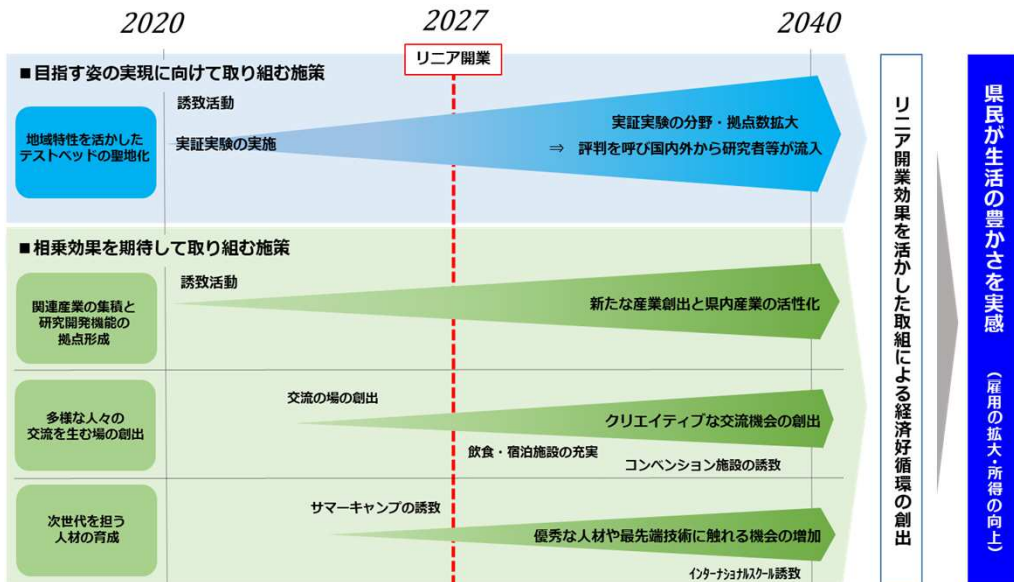 2020
2027
2040
リニア開業
■目指す姿の実現に向けて取り組む施策
地域特性を活かした
テストベッドの聖地化
誘致活動
実証実験の実施
実証実験の分野・拠点数拡大
⇒ 評判を呼び国内外から研究者等が流入
■相乗効果を期待して取り組む施策
関連産業の集積と
研究開発機能の
拠点形成
誘致活動
新たな産業創出と県内産業の活性化
多様な人々の
交流を生む場の創出
交流の場の創出
クリエイティブな交流機会の創出
飲食・宿泊施設の充実
コンベンション施設の誘致
次世代を担う
人材の育成
サマーキャンプの誘致
優秀な人材や最先端技術に触れる機会の増加
インターナショナルスクール誘致
リニア開業効果を活かした取組による経済好循環の創出
県民が生活の豊かさを実感 (雇用の拡大・所得の向上)